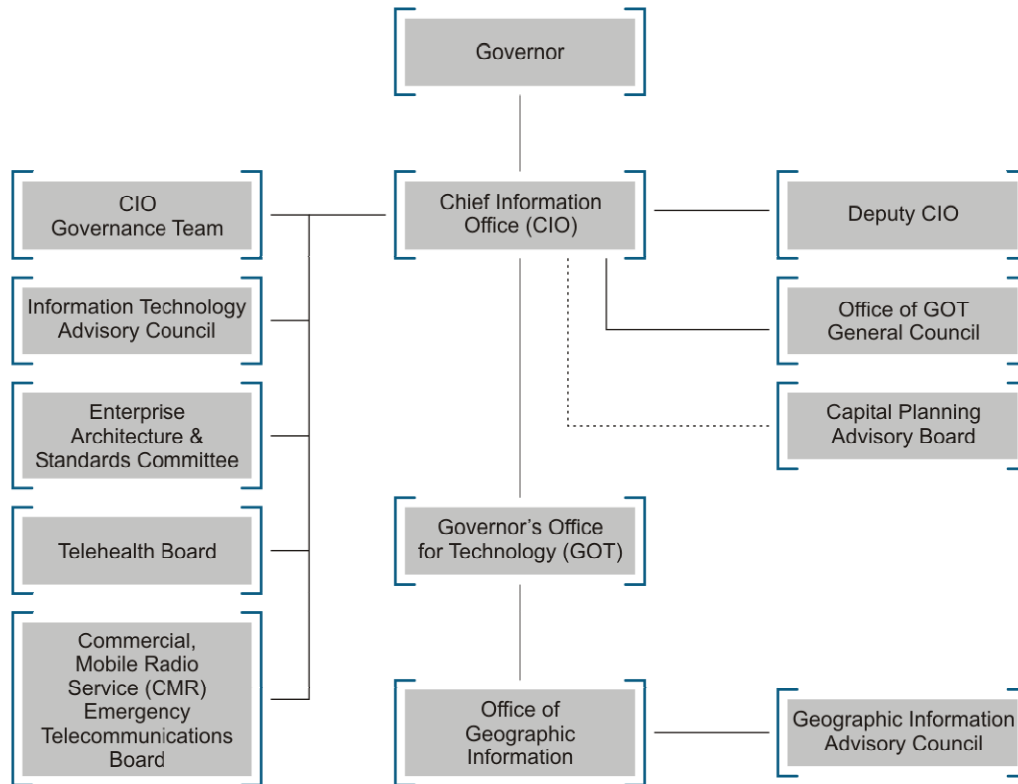 Governor
CIO
Governance Team
Chief Information
Office (CIO)
Deputy CIO
Information Technology
Advisory Council
Office of GOT
General Council
Enterprise
Architecture &
Standards Committee
Capital Planning
Advisory Board
Telehealth Board
Governor’s Office
for Technology (GOT)
Commercial,
Mobile Radio
Service (CMR)
Emergency
Telecommunications
Board
Office of
Geographic
Information
Geographic Information
Advisory Council